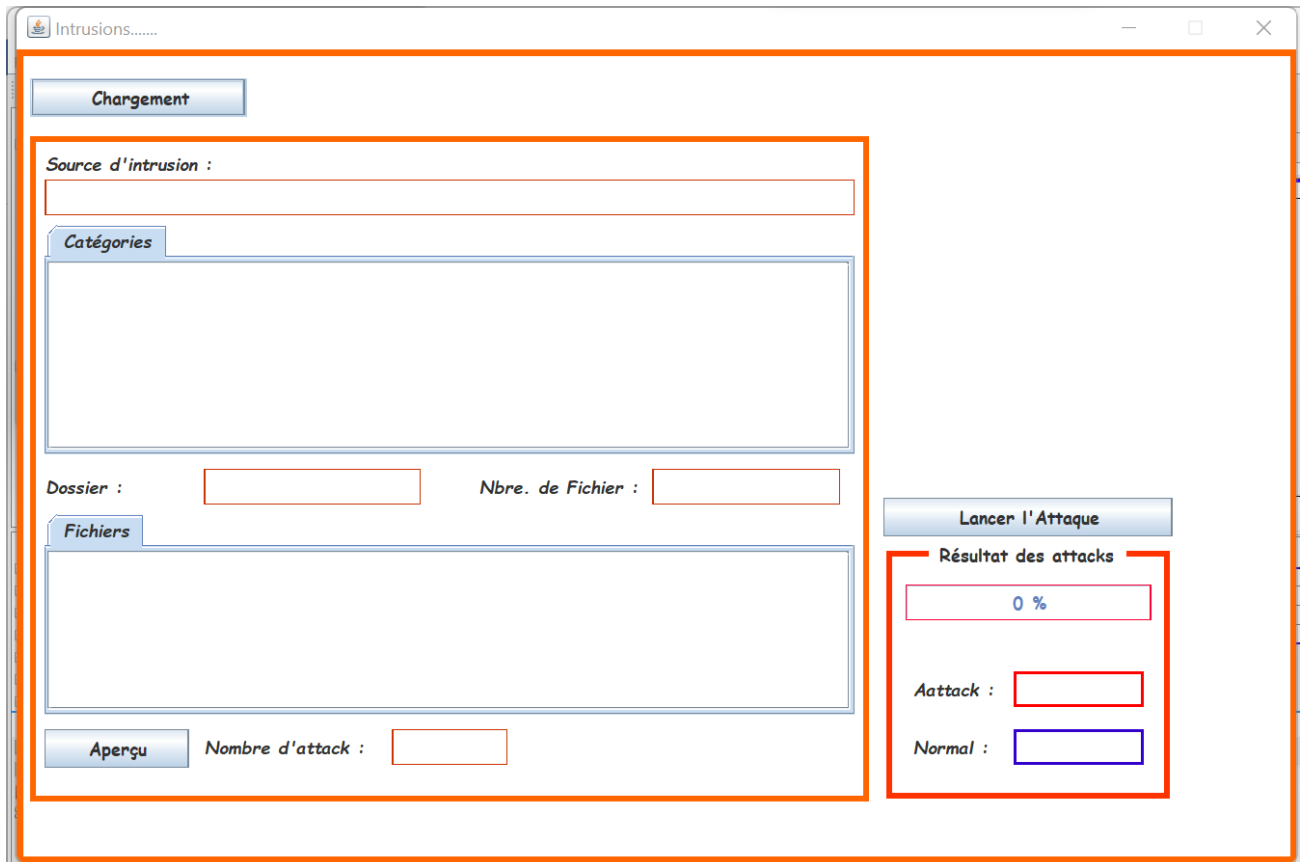 Intrusions.......
Chargement
Source d'intrusion :
Catégories
Dossier :
Nbre. de Fichier :
Fichiers
Aperçu
Nombre d'attack :
Lancer l'Attaque
Résultat des attacks
0 %
Aattack :
Normal :